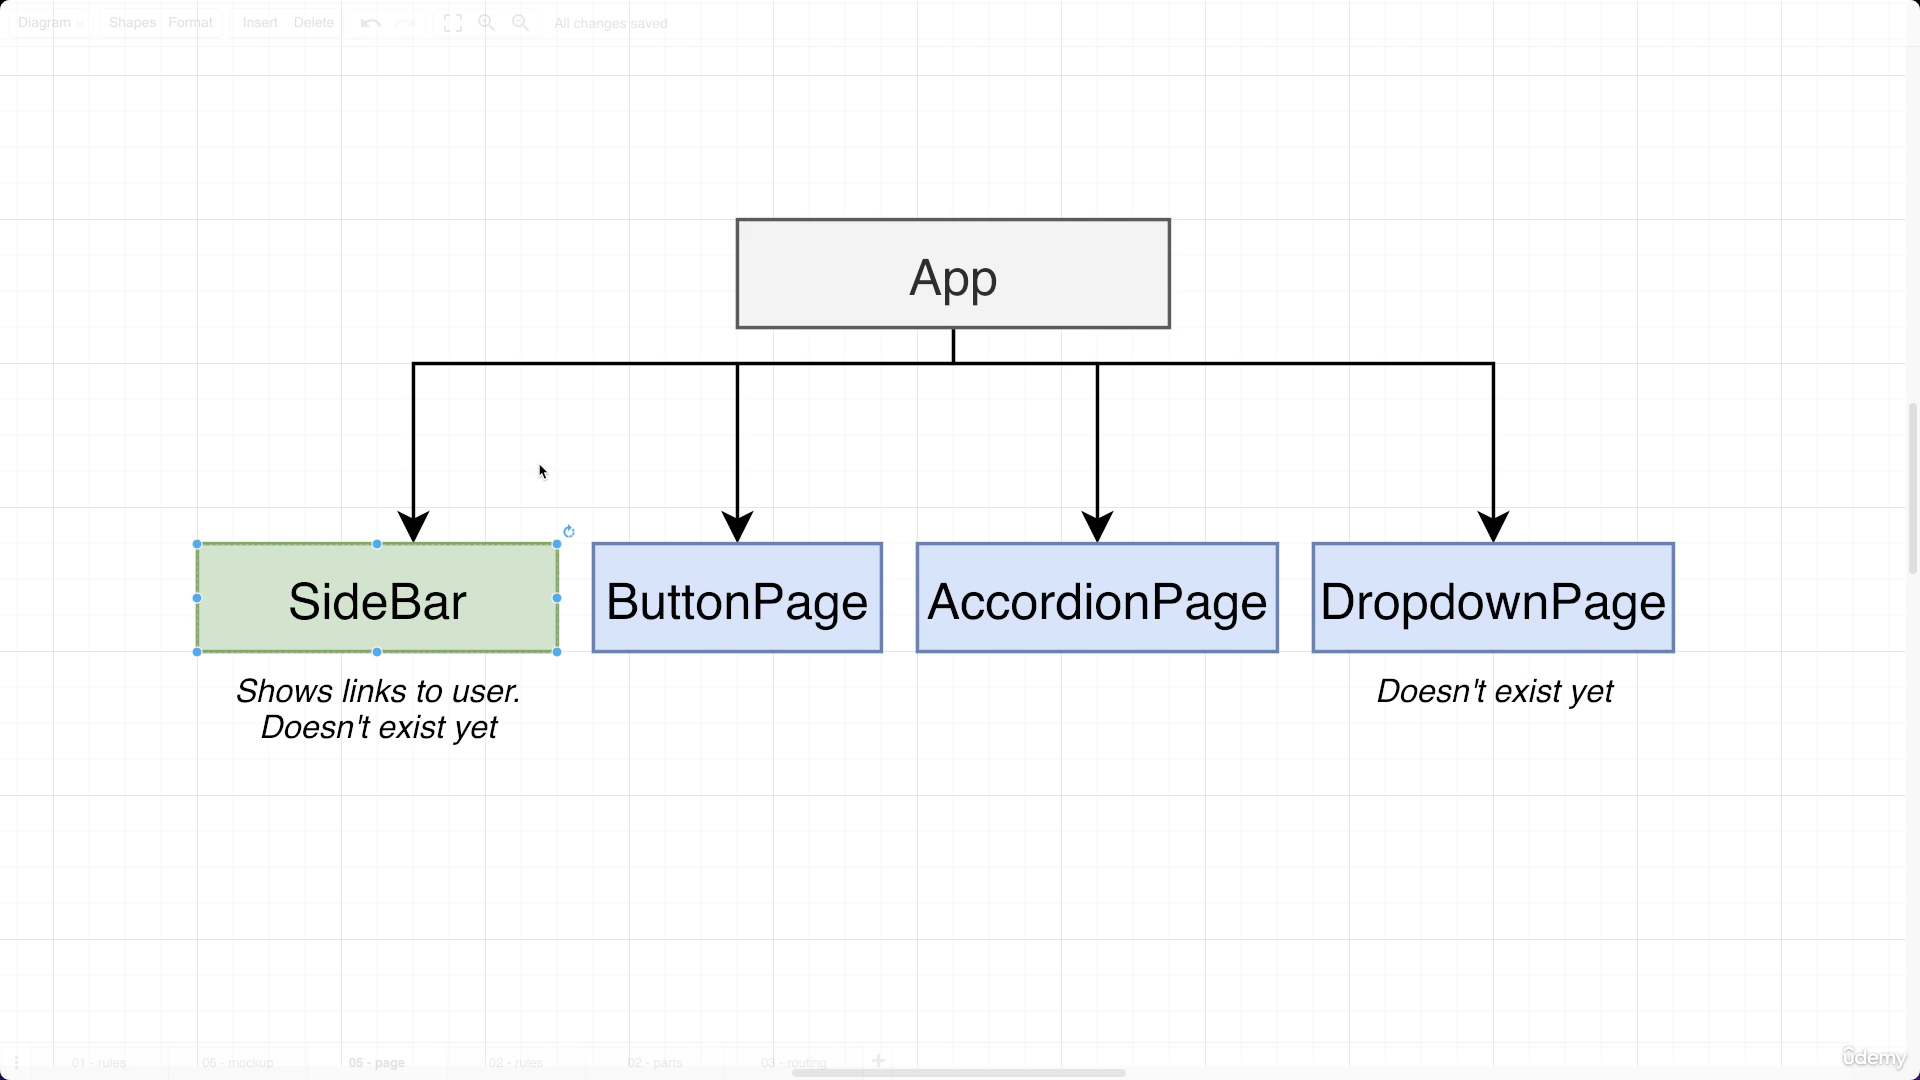 Diagram Shapes Format Insert Delete All changes saved
App
SideBar ButtonPage AccordionPage DropdownPage
Shows links to user.
Doesn't exist yet
Doesn't exist yet
01 - rules 06 - mockup 05 - page 02 - rules 02 - parts 03 - routing
ûdemy